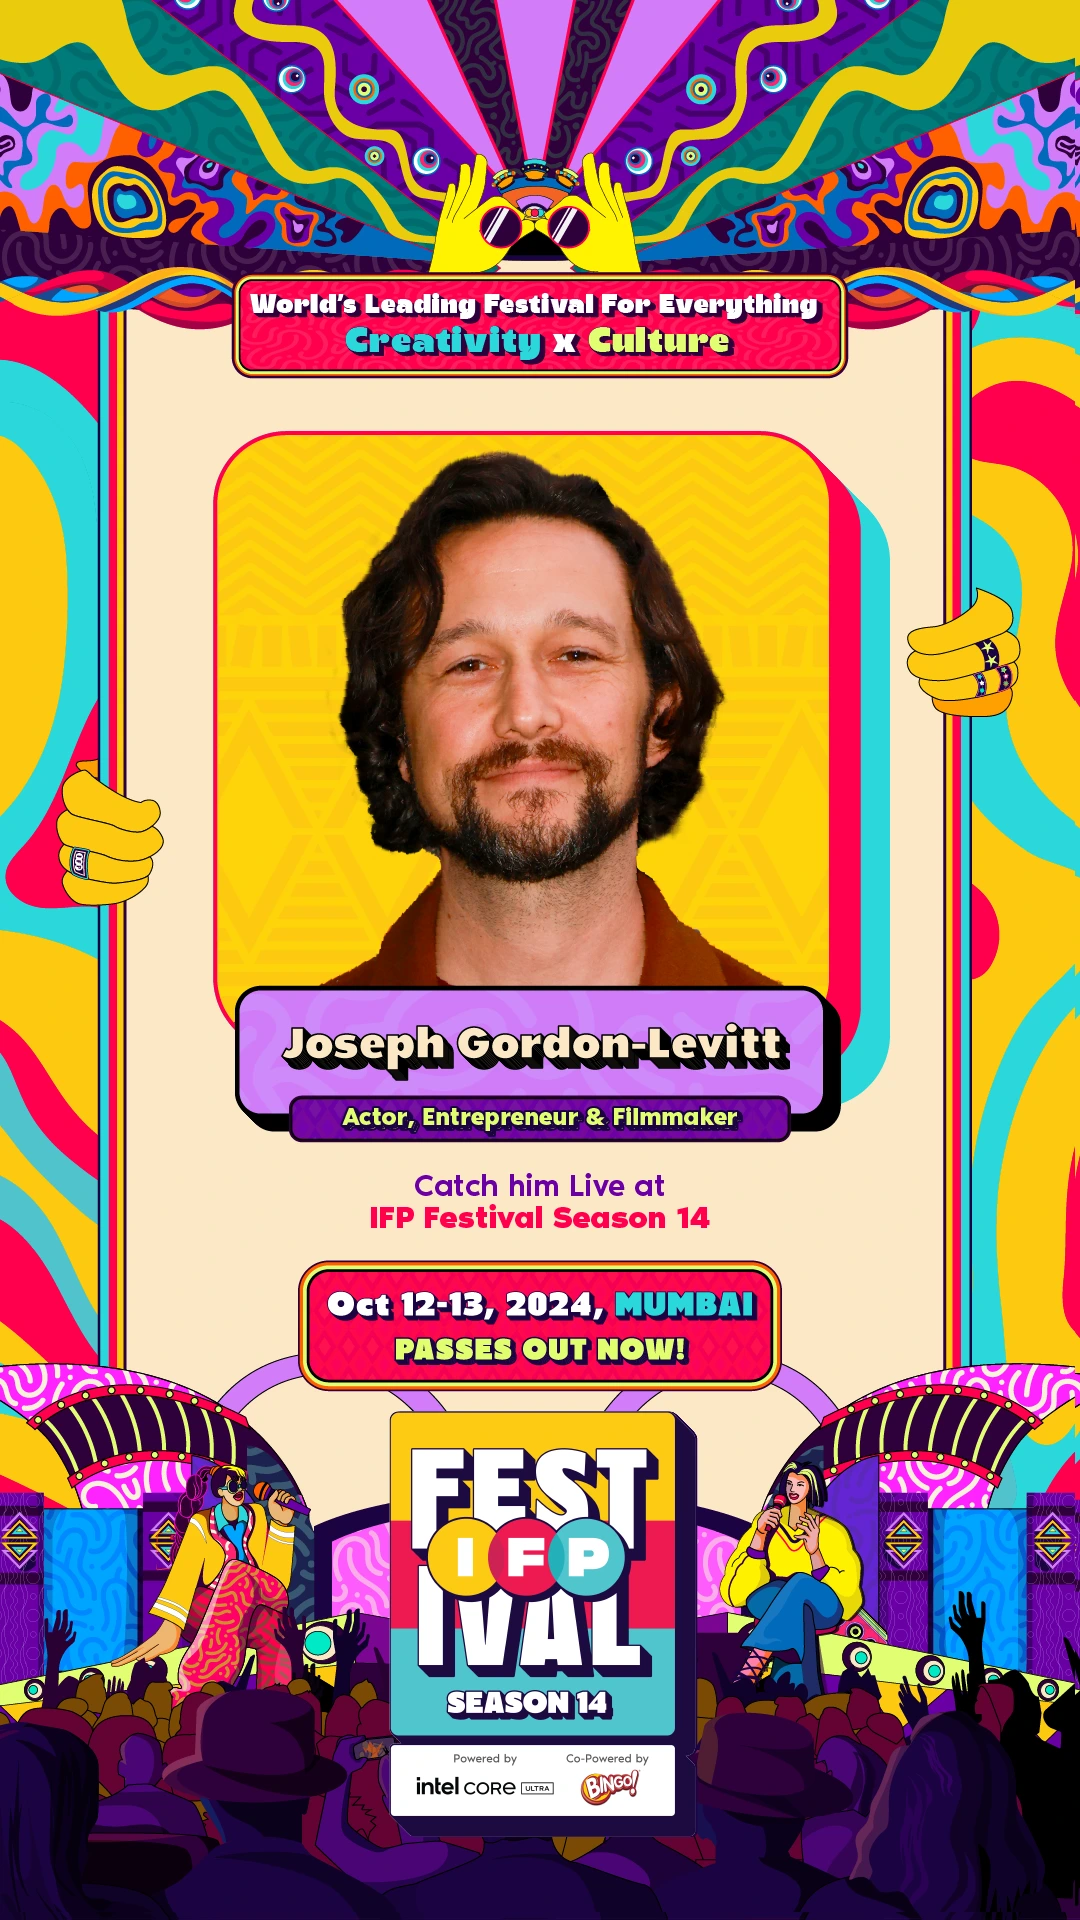 World's Leading Festival For Everything
Creativity x Culture
Joseph Gordon-Levitt
Actor, Entrepreneur & Filmmaker
Catch him Live at
IFP Festival Season 14
Oct 12-13, 2024, MUMBAI
PASSES OUT NOW!
FEST
IFP
IVAL
SEASON 14
Powered by
Co-Powered by
intel CORE ULTRA
BINGO!